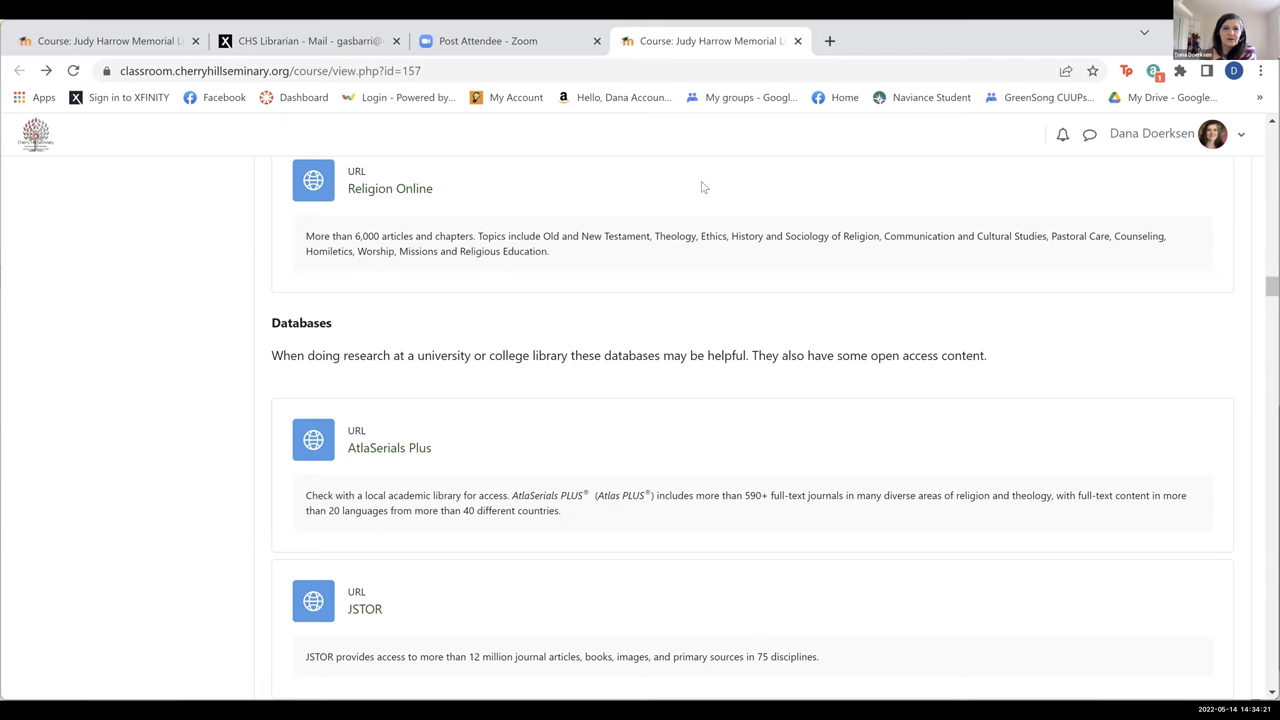 Course: Judy Harrow Memorial Li
CHS Librarian - Mail - gasbarri@
Post Attendee - Zo
Course: Judy Harrow Memorial Li
Dana Doerksen
classroom.cherryhillseminary.org/course/view.php?id=157
1
D
Apps
Sign in to XFINITY
Facebook
Dashboard
Login - Powered by...
My Account
Hello, Dana Accoun...
My groups - Googl...
Home
Naviance Student
GreenSong CUUPs...
My Drive - Google...
»
Cherry Hill Seminary
Dana Doerksen
URL
Religion Online
More than 6,000 articles and chapters. Topics include Old and New Testament, Theology, Ethics, History and Sociology of Religion, Communication and Cultural Studies, Pastoral Care, Counseling,
Homiletics, Worship, Missions and Religious Education.
Databases
When doing research at a university or college library these databases may be helpful. They also have some open access content.
URL
AtlaSerials Plus
Check with a local academic library for access. AtlaSerials PLUS® (Atlas PLUS®) includes more than 590+ full-text journals in many diverse areas of religion and theology, with full-text content in more
than 20 languages from more than 40 different countries.
URL
JSTOR
JSTOR provides access to more than 12 million journal articles, books, images, and primary sources in 75 disciplines.
2022-05-14 14:34:21